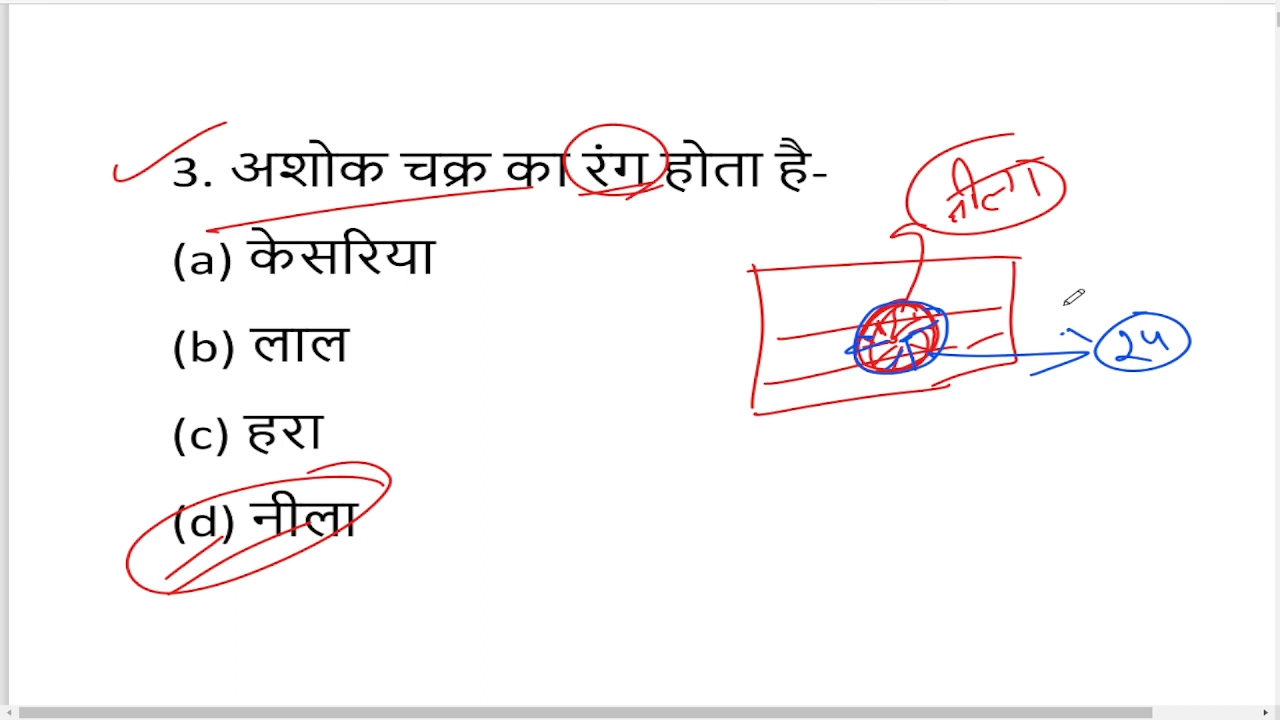 3. अशोक चक्र का रंग होता है-
(a) केसरिया
(b) लाल
(c) हरा
(d) नीला
नीला
24